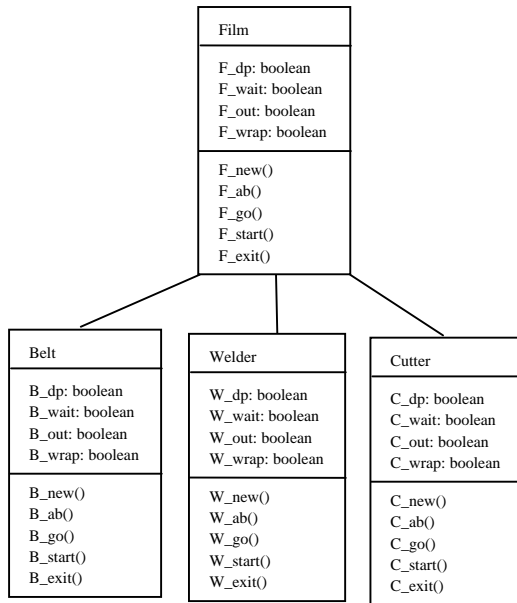 Film
F_dp: boolean
F_wait: boolean
F_out: boolean
F_wrap: boolean
F_new()
F_ab()
F_go()
F_start()
F_exit()
Belt
B_dp: boolean
B_wait: boolean
B_out: boolean
B_wrap: boolean
B_new()
B_ab()
B_go()
B_start()
B_exit()
Welder
W_dp: boolean
W_wait: boolean
W_out: boolean
W_wrap: boolean
W_new()
W_ab()
W_go()
W_start()
W_exit()
Cutter
C_dp: boolean
C_wait: boolean
C_out: boolean
C_wrap: boolean
C_new()
C_ab()
C_go()
C_start()
C_exit()